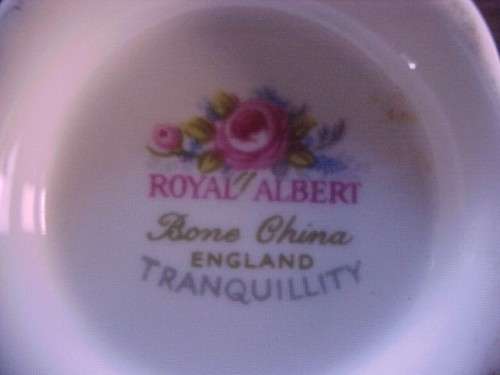 ROYAL ALBERT
Bone China
ENGLAND
TRANQUILLITY